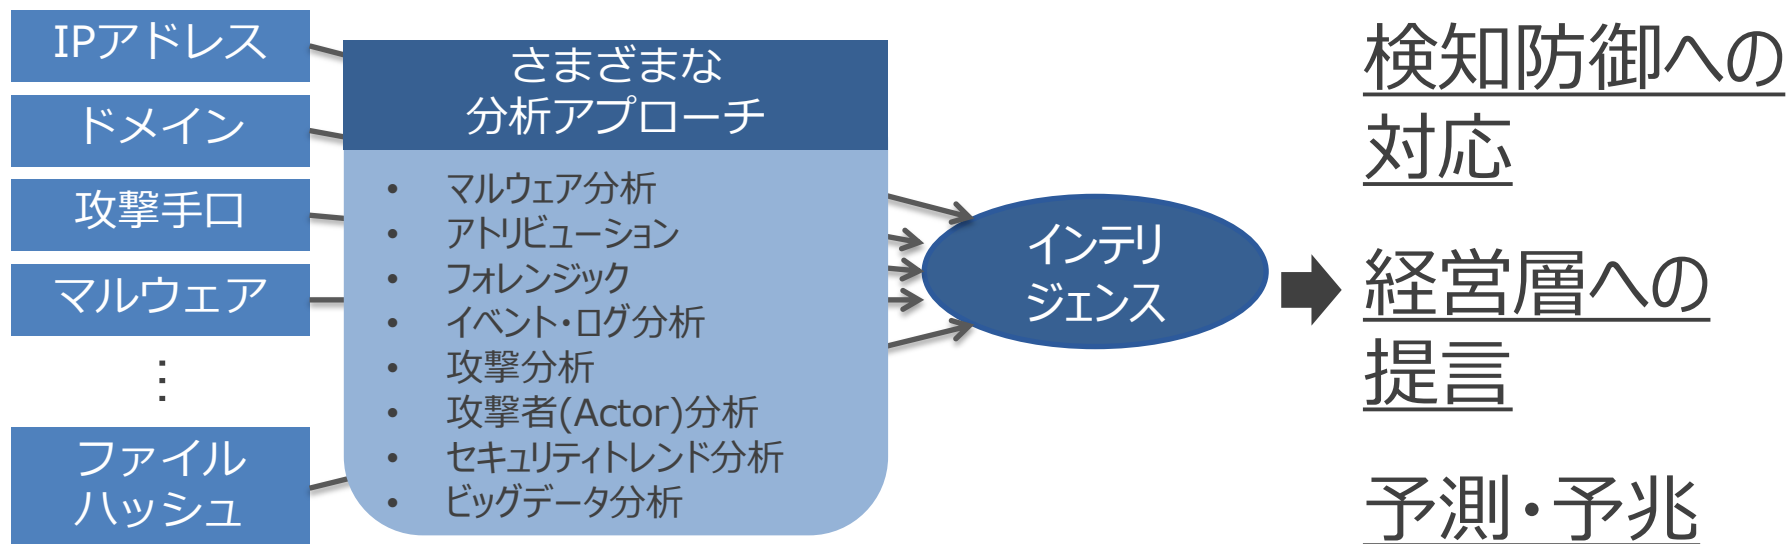 IPアドレス
ドメイン
攻撃手口
マルウェア
⋮
ファイル
ハッシュ
さまざまな
分析アプローチ
• マルウェア分析
• アトリビューション
• フォレンジック
• イベント・ログ分析
• 攻撃分析
• 攻撃者(Actor)分析
• セキュリティトレンド分析
• ビッグデータ分析
インテリ
ジェンス
検知防御への
対応
経営層への
提言
予測・予兆